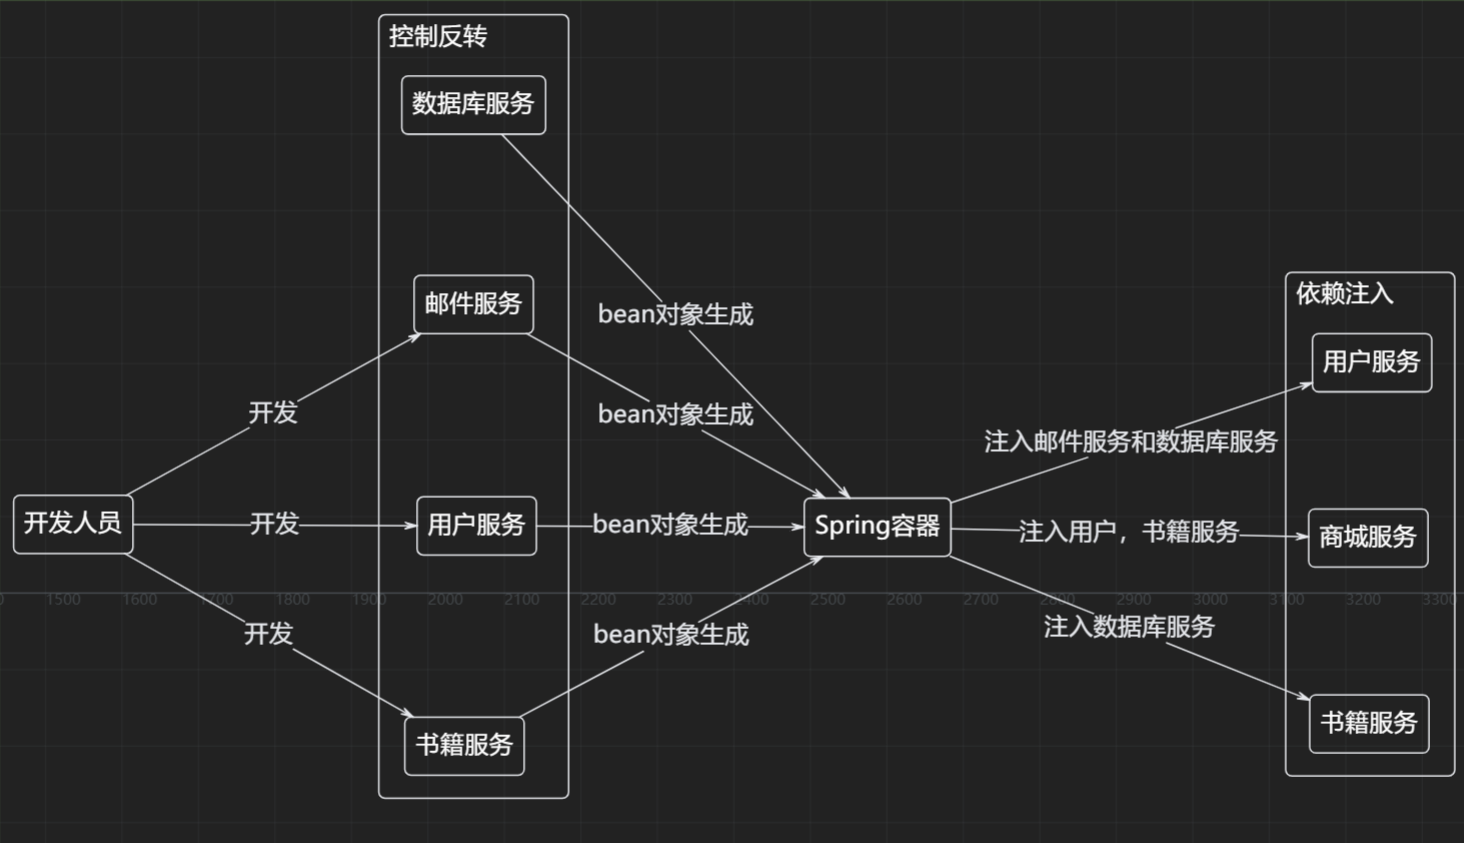 控制反转
数据库服务
邮件服务
bean对象生成
依赖注入
用户服务
开发
bean对象生成
注入邮件服务和数据库服务
开发人员
开发
用户服务
bean对象生成
Spring容器
注入用户，书籍服务
商城服务
1500 1600 1700 1800 1900 2000 2100 2200 2300 2400 2500 2600 2700 2800 2900 3000 3100 3200 3300
开发
bean对象生成
注入数据库服务
书籍服务
书籍服务